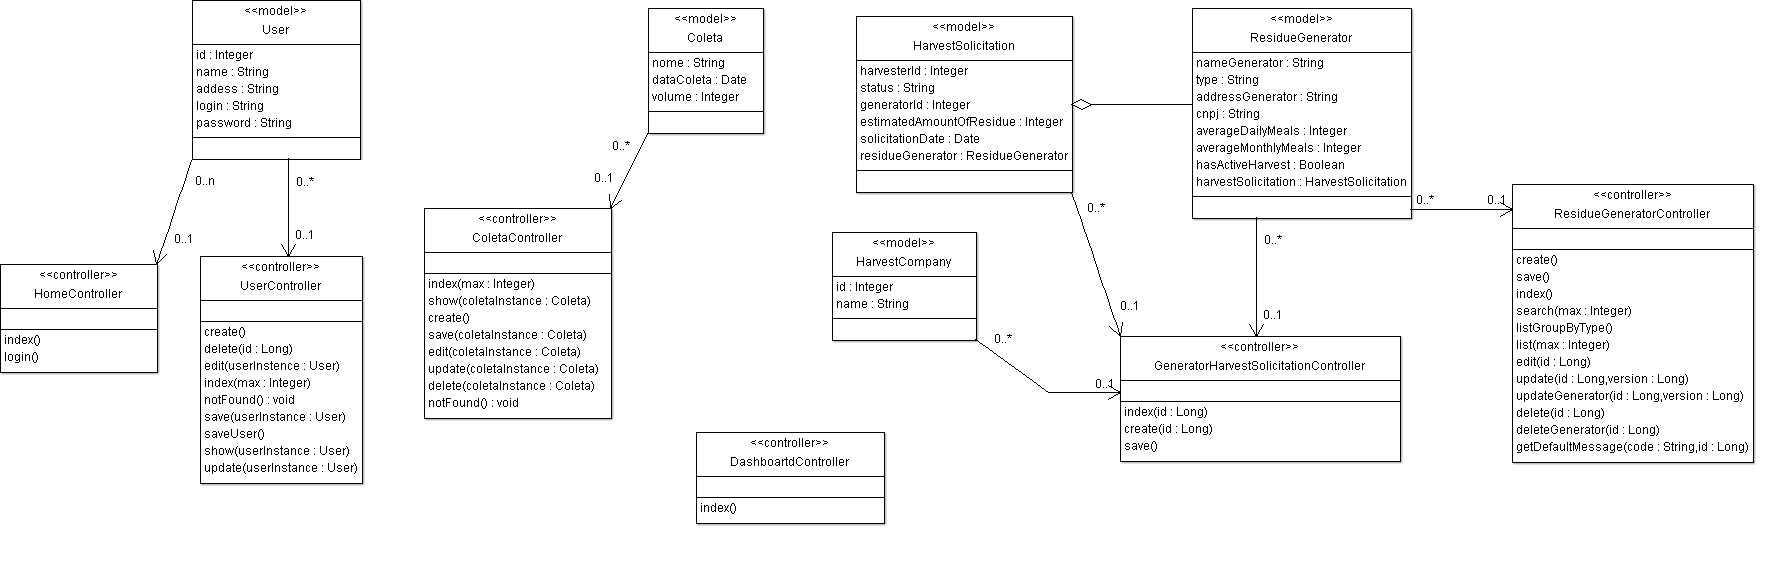 <<model>>
User
id : Integer
name : String
addess : String
login : String
password : String
0..n
0..*
0..1
0..1
<<controller>>
HomeController
index()
login()
<<controller>>
UserController
create()
delete(id : Long)
edit(userInstence : User)
index(max : Integer)
notFound() : void
save(userInstance : User)
saveUser()
show(userInstance : User)
update(userInstance : User)
<<model>>
Coleta
nome : String
dataColeta : Date
volume : Integer
0..*
0..1
<<controller>>
ColetaController
index(max : Integer)
show(coletaInstance : Coleta)
create()
save(coletaInstance : Coleta)
edit(coletaInstance : Coleta)
update(coletaInstance : Coleta)
delete(coletaInstance : Coleta)
notFound() : void
<<controller>>
DashboartdController
index()
<<model>>
HarvestSolicitation
harvesterId : Integer
status : String
generatorId : Integer
estimatedAmountOfResidue : Integer
solicitationDate : Date
residueGenerator : ResidueGenerator
0..*
0..1
<<model>>
HarvestCompany
id : Integer
name : String
0..*
0..1
<<model>>
ResidueGenerator
nameGenerator : String
type : String
addressGenerator : String
cnpj : String
averageDailyMeals : Integer
averageMonthlyMeals : Integer
hasActiveHarvest : Boolean
harvestSolicitation : HarvestSolicitation
0..*
0..1
0..*
0..1
<<controller>>
GeneratorHarvestSolicitationController
index(id : Long)
create(id : Long)
save()
<<controller>>
ResidueGeneratorController
create()
save()
index()
search(max : Integer)
listGroupByType()
list(max : Integer)
edit(id : Long)
update(id : Long,version : Long)
updateGenerator(id : Long,version : Long)
delete(id : Long)
deleteGenerator(id : Long)
getDefaultMessage(code : String,id : Long)